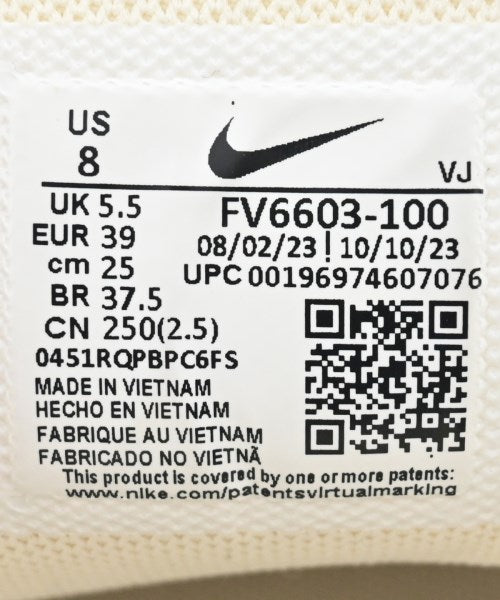 US
8
VJ
UK 5.5
EUR 39
cm 25
BR 37.5
CN 250(2.5)
FV6603-100
08/02/23 | 10/10/23
UPC 00196974607076
0451RQPBPC6FS
MADE IN VIETNAM
HECHO EN VIETNAM
FABRIQUE AU VIETNAM
FABRICADO NO VIETNÃ
This product is covered by one or more patents:
www.nike.com/patentsvirtualmarking